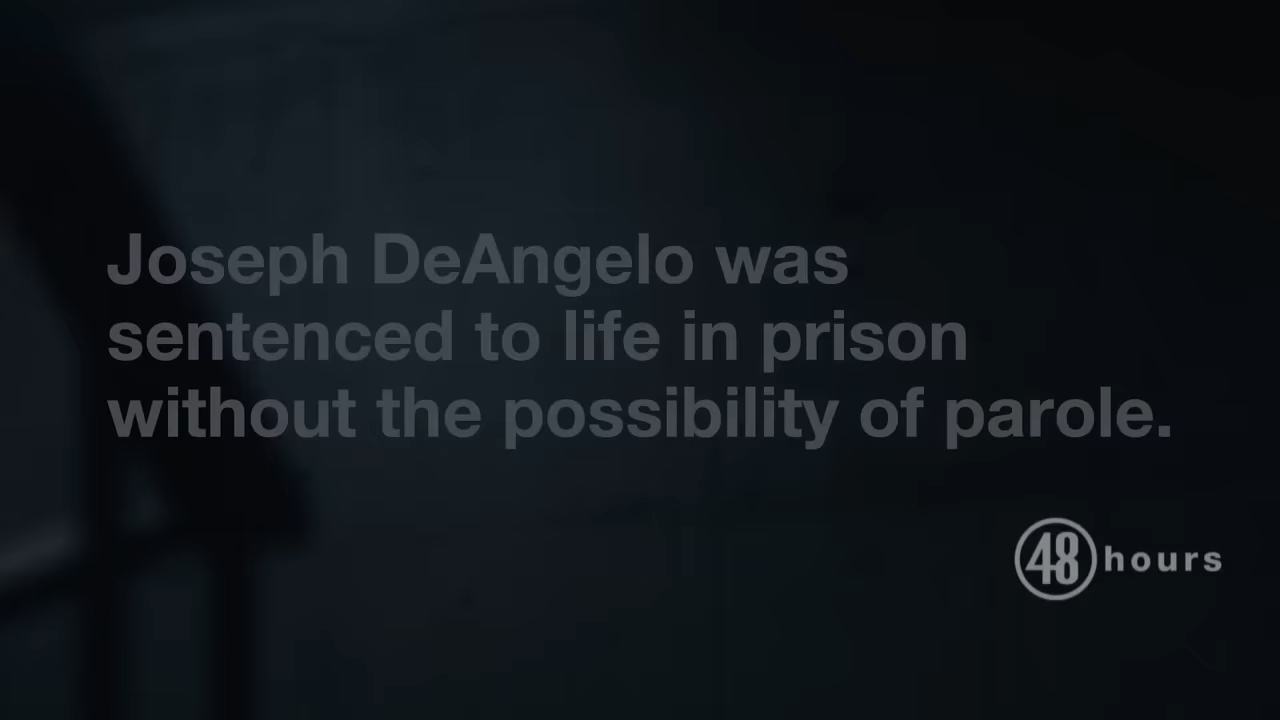 Joseph DeAngelo was
sentenced to life in prison
without the possibility of parole.
48 hours